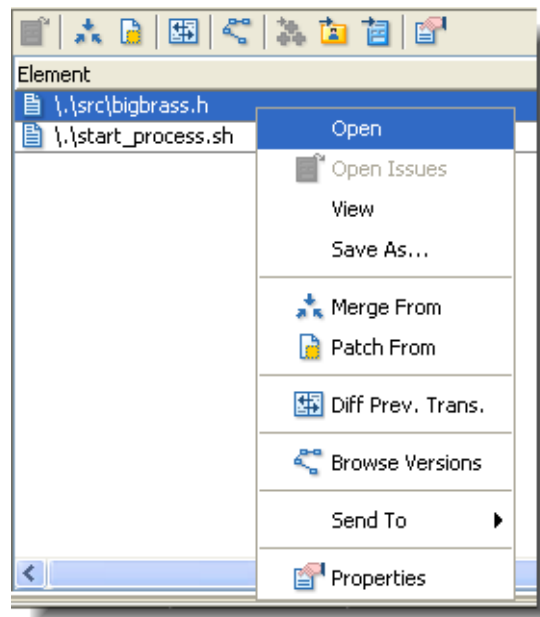 Element
\.\src\bigbrass.h
\.\start_process.sh
Open
Open Issues
View
Save As...
Merge From
Patch From
Diff Prev. Trans.
Browse Versions
Send To
Properties